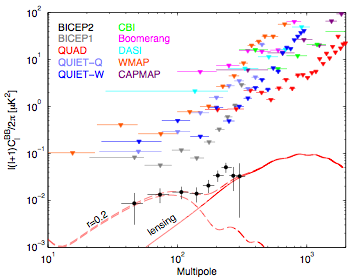 BICEP2 CBI
BICEP1 Boomerang
QUAD DASI
QUIET-Q WMAP
QUIET-W CAPMAP
l(l+1)C_l^BB/2π [μK²]
10²
10¹
10⁰
10⁻¹
10⁻²
10⁻³
r=0.2
lensing
10¹ 10² 10³
Multipole